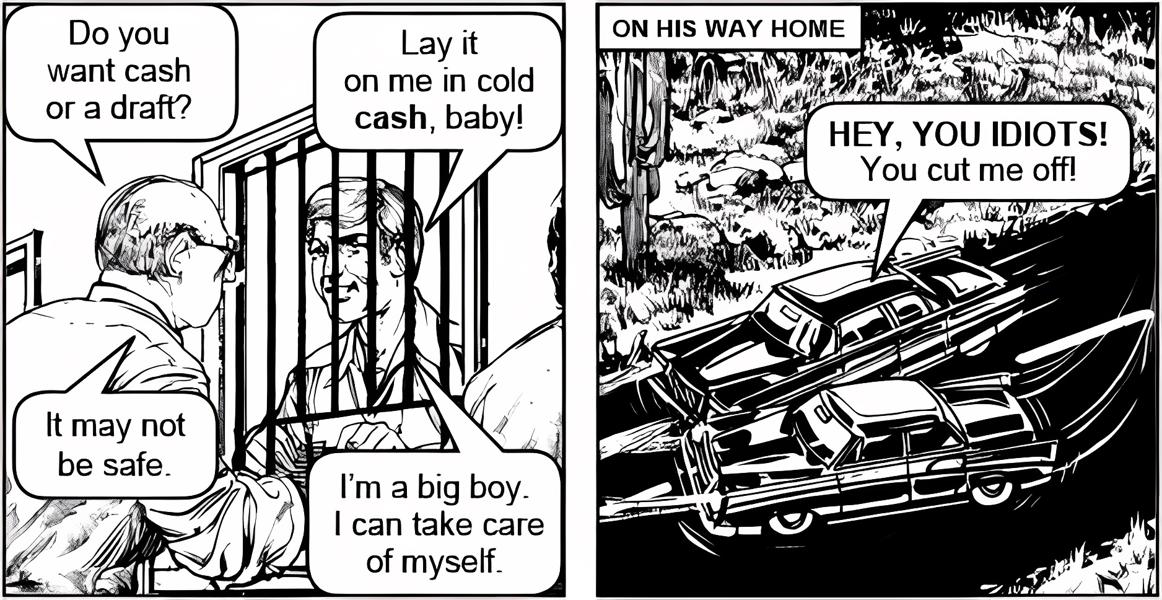 Do you
want cash
or a draft?
Lay it
on me in cold
cash, baby!
It may not
be safe.
I'm a big boy.
I can take care
of myself.
ON HIS WAY HOME
HEY, YOU IDIOTS!
You cut me off!